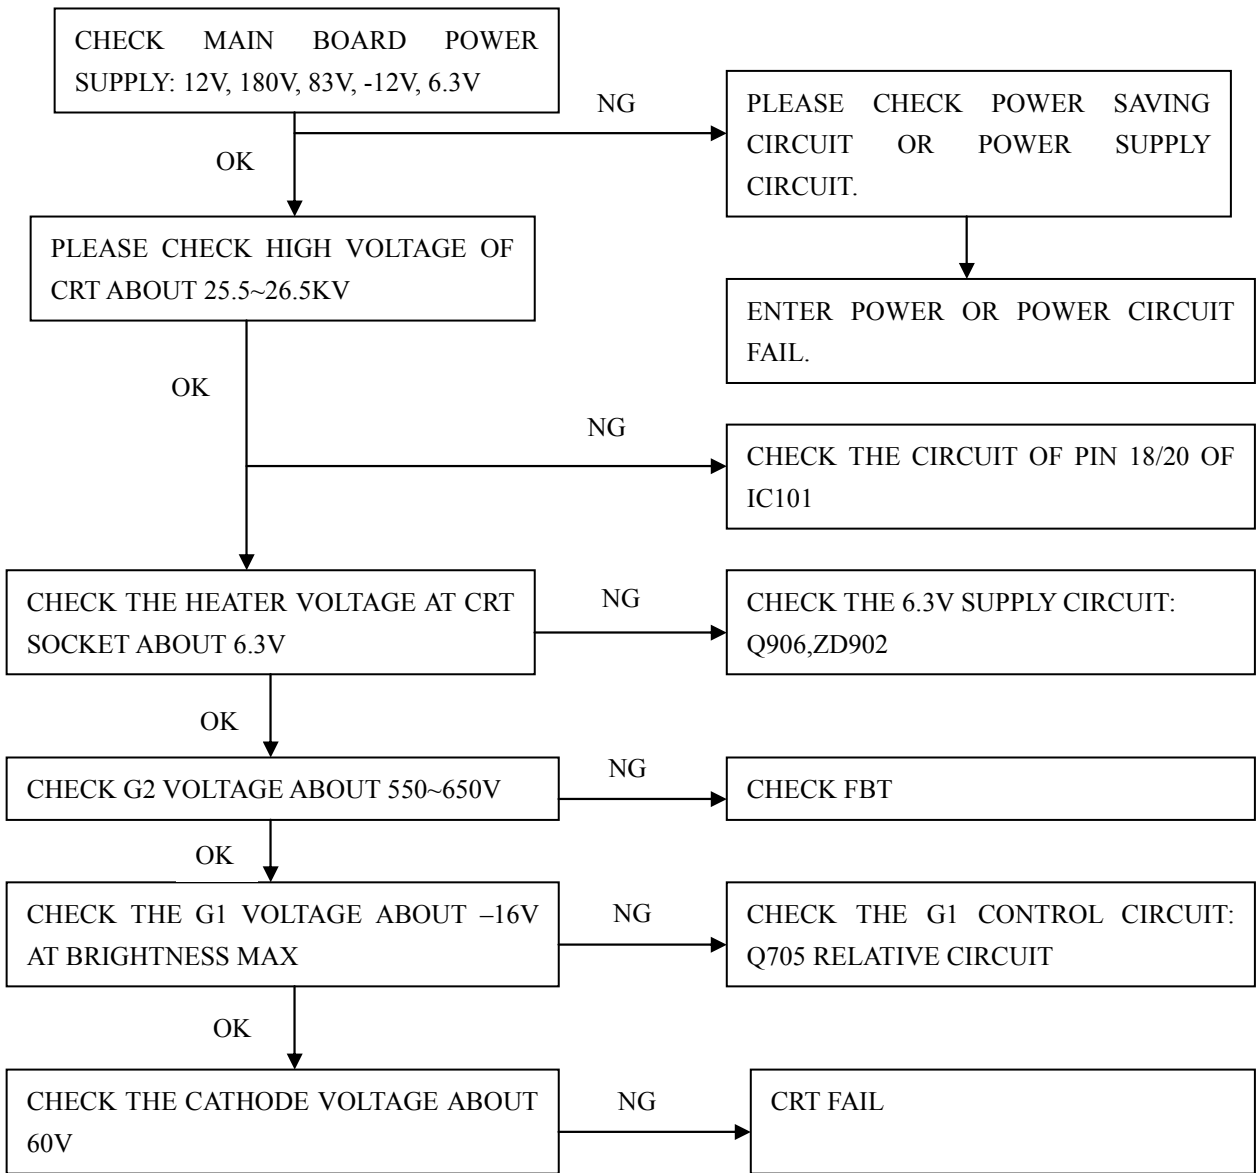 CHECK MAIN BOARD POWER
SUPPLY: 12V, 180V, 83V, -12V, 6.3V
NG
PLEASE CHECK POWER SAVING
CIRCUIT OR POWER SUPPLY
CIRCUIT.
OK
PLEASE CHECK HIGH VOLTAGE OF
CRT ABOUT 25.5~26.5KV
ENTER POWER OR POWER CIRCUIT
FAIL.
OK
NG
CHECK THE CIRCUIT OF PIN 18/20 OF
IC101
CHECK THE HEATER VOLTAGE AT CRT
SOCKET ABOUT 6.3V
NG
CHECK THE 6.3V SUPPLY CIRCUIT:
Q906,ZD902
OK
CHECK G2 VOLTAGE ABOUT 550~650V
NG
CHECK FBT
OK
CHECK THE G1 VOLTAGE ABOUT –16V
AT BRIGHTNESS MAX
NG
CHECK THE G1 CONTROL CIRCUIT:
Q705 RELATIVE CIRCUIT
OK
CHECK THE CATHODE VOLTAGE ABOUT
60V
NG
CRT FAIL